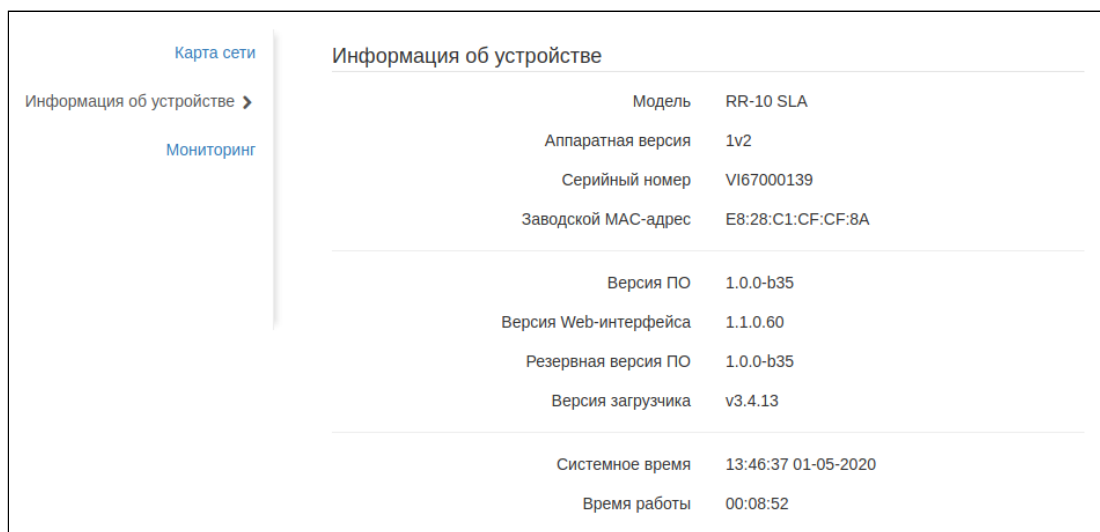 Карта сети
Информация об устройстве
Мониторинг
Информация об устройстве
Модель RR-10 SLA
Аппаратная версия 1v2
Серийный номер VI67000139
Заводской MAC-адрес E8:28:C1:CF:CF:8A
Версия ПО 1.0.0-b35
Версия Web-интерфейса 1.1.0.60
Резервная версия ПО 1.0.0-b35
Версия загрузчика v3.4.13
Системное время 13:46:37 01-05-2020
Время работы 00:08:52